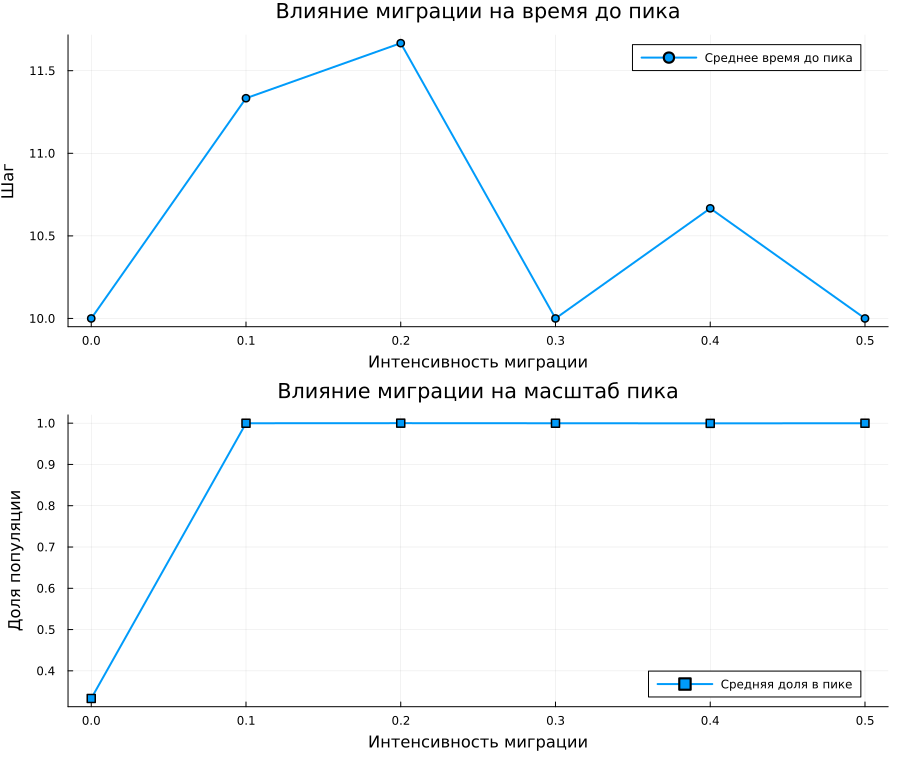 Влияние миграции на время до пика
Среднее время до пика
Шаг
11.5
11.0
10.5
10.0
0.0 0.1 0.2 0.3 0.4 0.5
Интенсивность миграции
Влияние миграции на масштаб пика
Доля популяции
1.0
0.9
0.8
0.7
0.6
0.5
0.4
Средняя доля в пике
0.0 0.1 0.2 0.3 0.4 0.5
Интенсивность миграции